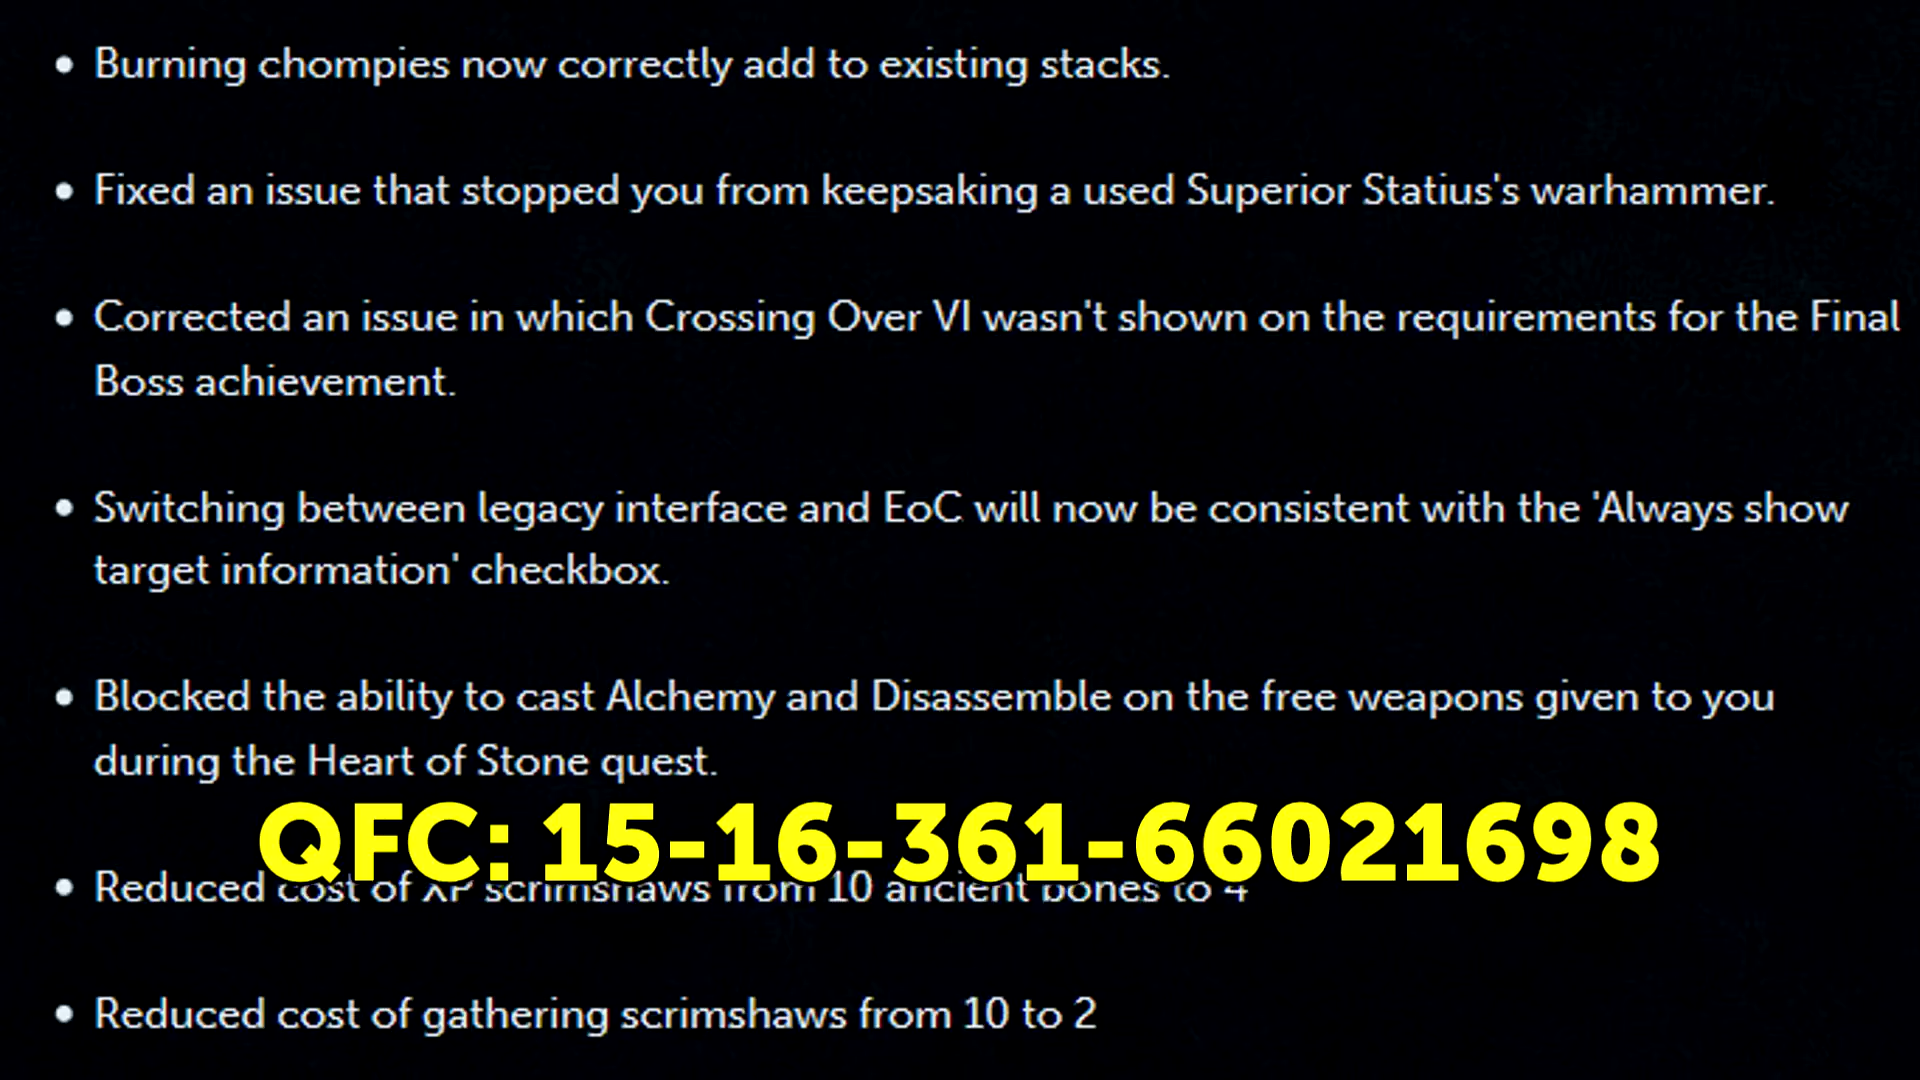 • Burning chompies now correctly add to existing stacks.
• Fixed an issue that stopped you from keepsaking a used Superior Statius's warhammer.
• Corrected an issue in which Crossing Over VI wasn't shown on the requirements for the Final
Boss achievement.
• Switching between legacy interface and EoC will now be consistent with the 'Always show
target information' checkbox.
• Blocked the ability to cast Alchemy and Disassemble on the free weapons given to you
during the Heart of Stone quest.
QFC: 15-16-361-66021698
• Reduced cost of XP scrimshaws from 10 ancient bones to 4
• Reduced cost of gathering scrimshaws from 10 to 2